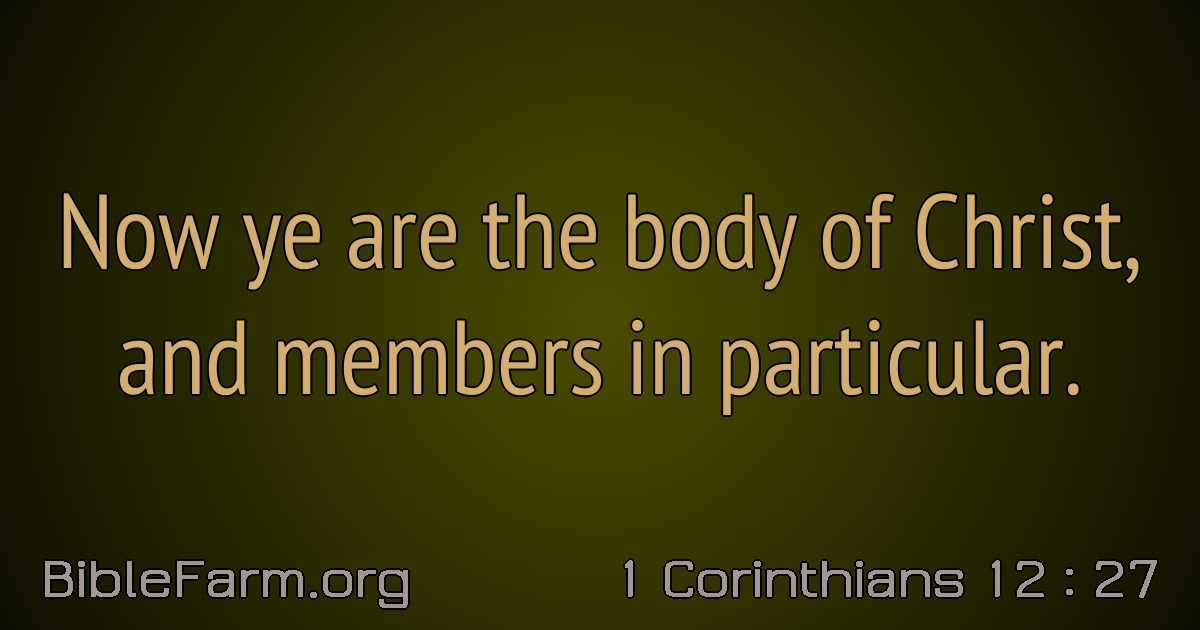 Now ye are the body of Christ,
and members in particular.
BibleFarm.org
1 Corinthians 12 : 27